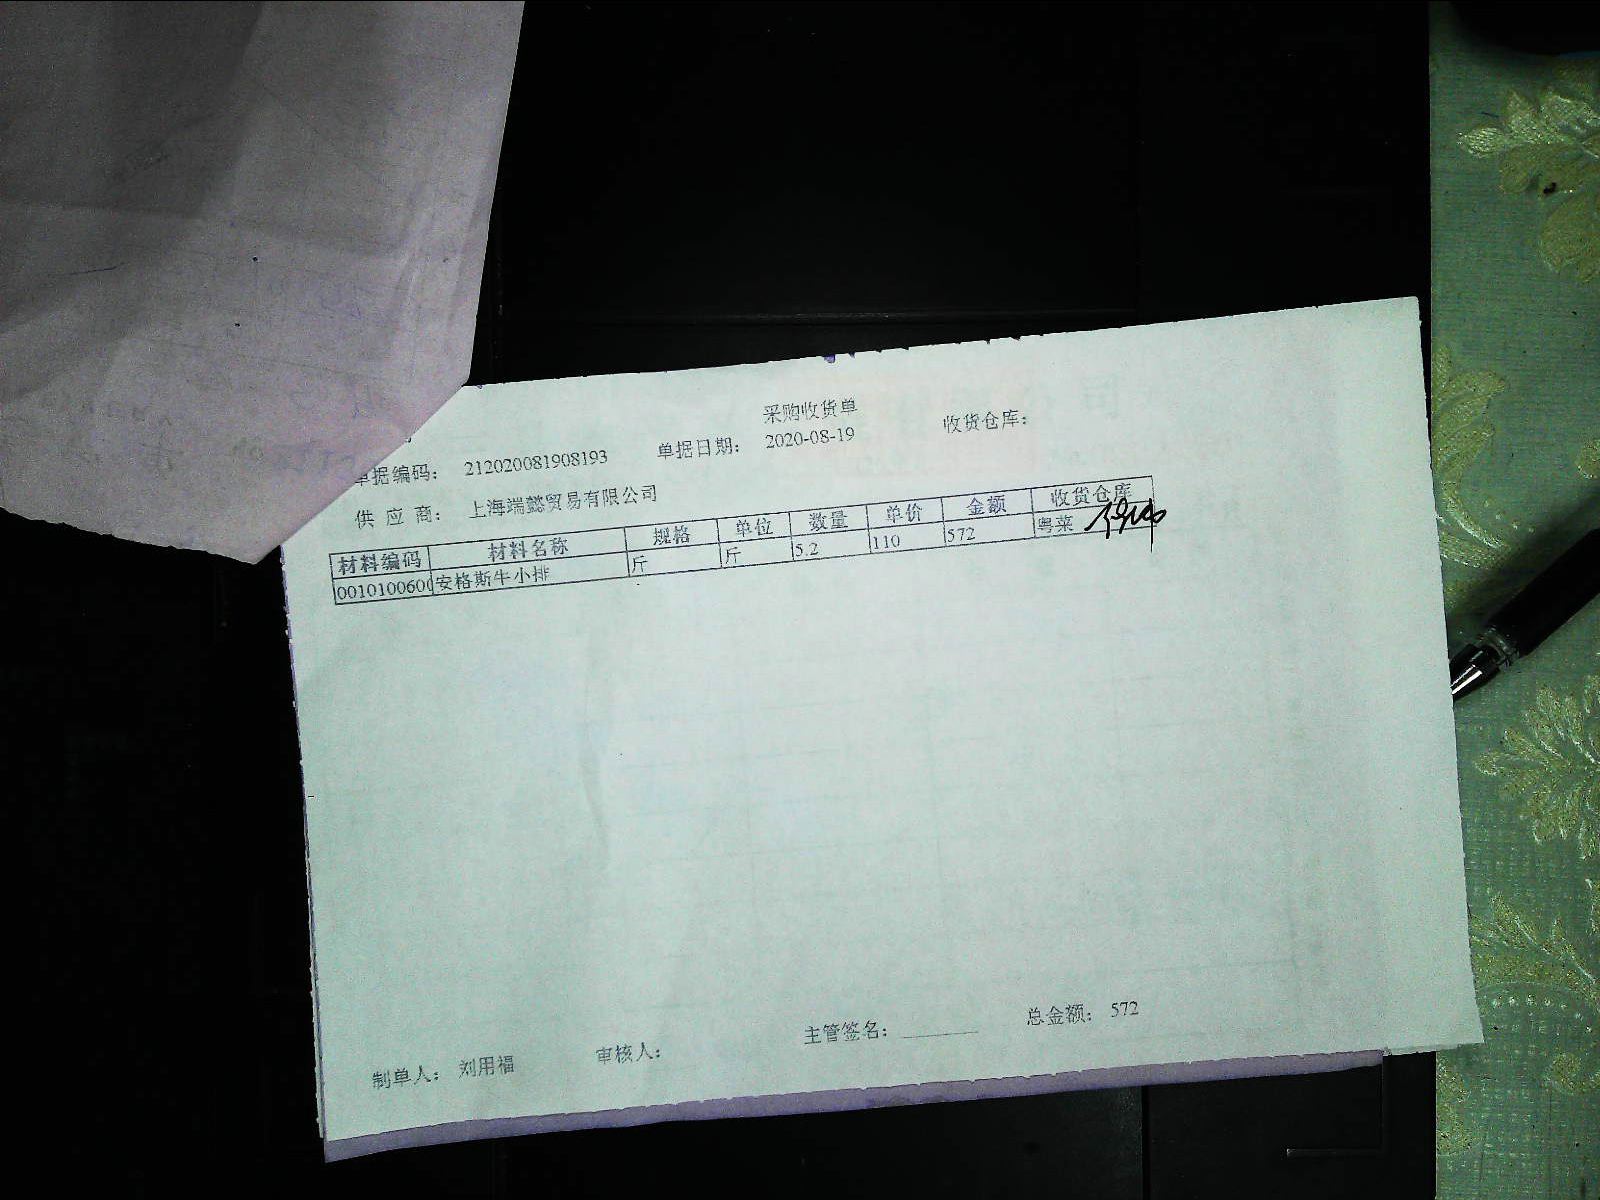 采购收货单
单据编码： 212020081908193 单据日期： 2020-08-19 收货仓库：
供 应 商： 上海端懿贸易有限公司
材料编码 材料名称 规格 单位 数量 单价 金额 收货仓库
0010100600 安格斯牛小排 斤 斤 5.2 110 572 粤菜
制单人： 刘用福 审核人： 主管签名： 总金额： 572